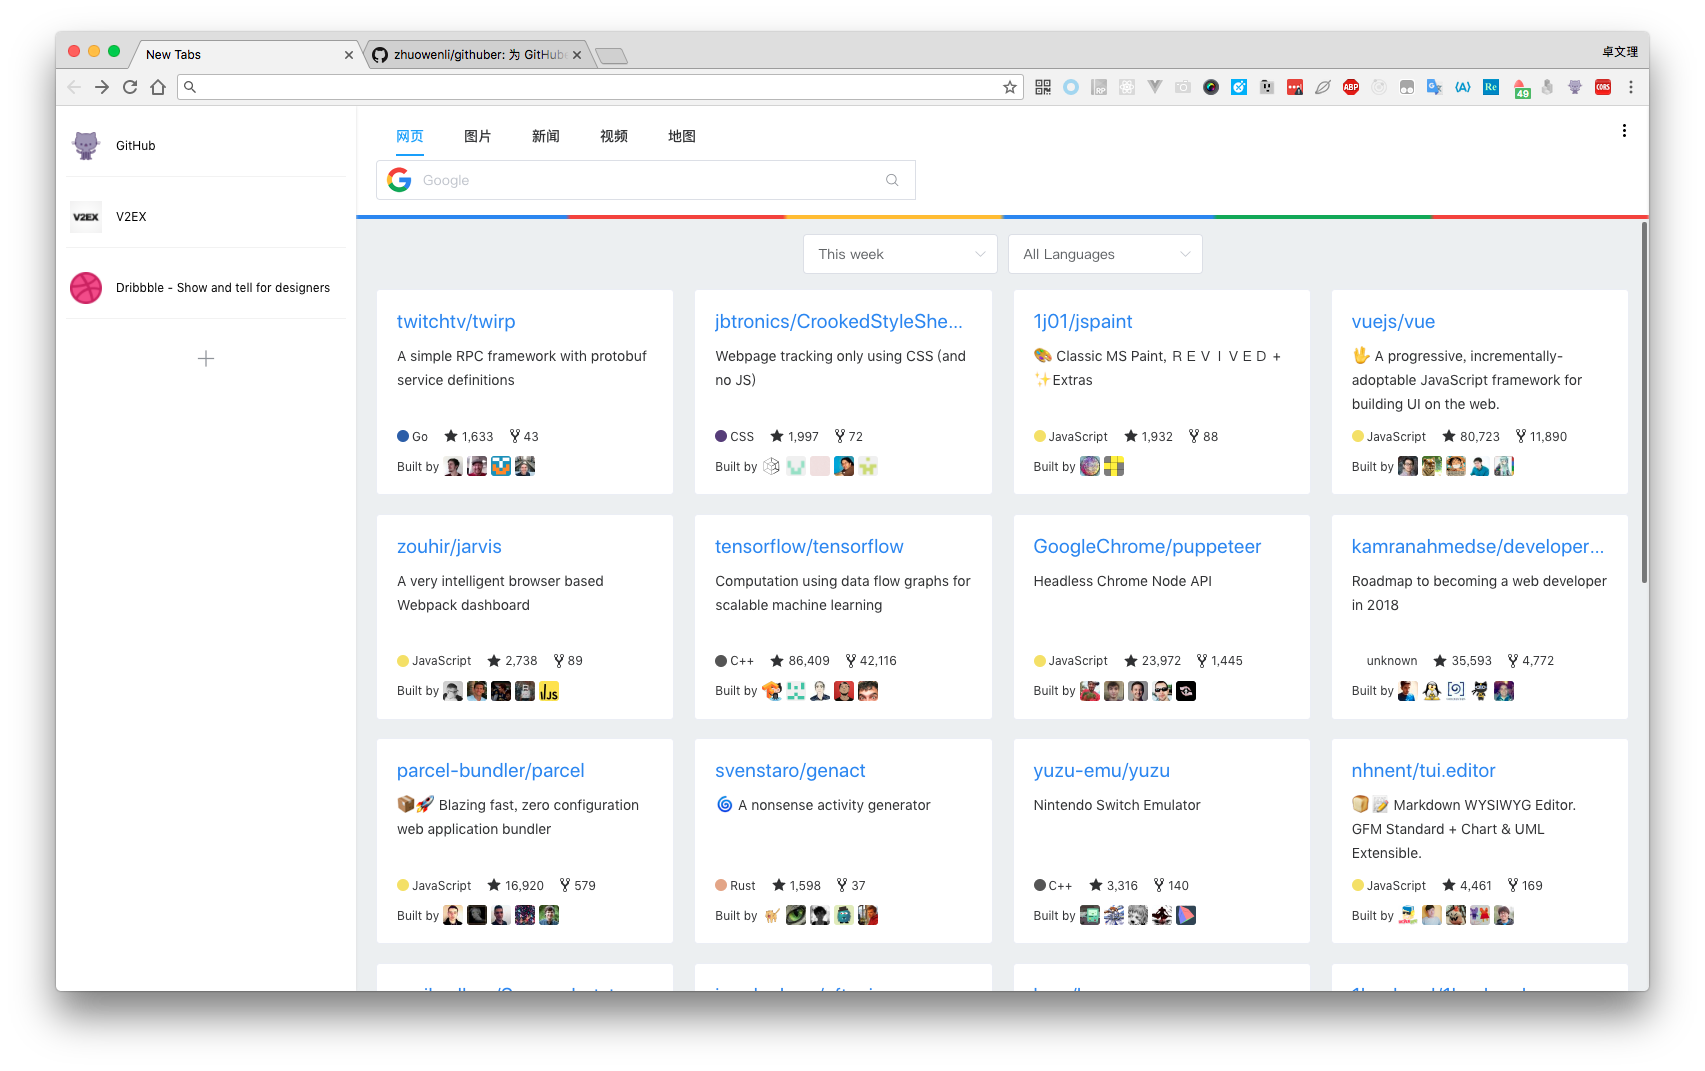 New Tabs
zhuowenli/githuber: 为 GitHub
卓文理
RP
ABP
(A)
Re
49
CORS
GitHub
V2EX
V2EX
Dribbble - Show and tell for designers
网页 图片 新闻 视频 地图
Google
This week
All Languages
twitchtv/twirp
A simple RPC framework with protobuf
service definitions
Go 1,633 43
Built by
jbtronics/CrookedStyleShe...
Webpage tracking only using CSS (and
no JS)
CSS 1,997 72
Built by
1j01/jspaint
🎨 Classic MS Paint, ＲＥＶＩＶＥＤ +
✨Extras
JavaScript 1,932 88
Built by
vuejs/vue
🖖 A progressive, incrementally-
adoptable JavaScript framework for
building UI on the web.
JavaScript 80,723 11,890
Built by
zouhir/jarvis
A very intelligent browser based
Webpack dashboard
JavaScript 2,738 89
Built by
JS
tensorflow/tensorflow
Computation using data flow graphs for
scalable machine learning
C++ 86,409 42,116
Built by
GoogleChrome/puppeteer
Headless Chrome Node API
JavaScript 23,972 1,445
Built by
kamranahmedse/developer...
Roadmap to becoming a web developer
in 2018
unknown 35,593 4,772
Built by
parcel-bundler/parcel
📦🚀 Blazing fast, zero configuration
web application bundler
JavaScript 16,920 579
Built by
svenstaro/genact
🌀 A nonsense activity generator
Rust 1,598 37
Built by
yuzu-emu/yuzu
Nintendo Switch Emulator
C++ 3,316 140
Built by
nhnent/tui.editor
🍞📝 Markdown WYSIWYG Editor.
GFM Standard + Chart & UML
Extensible.
JavaScript 4,461 169
Built by